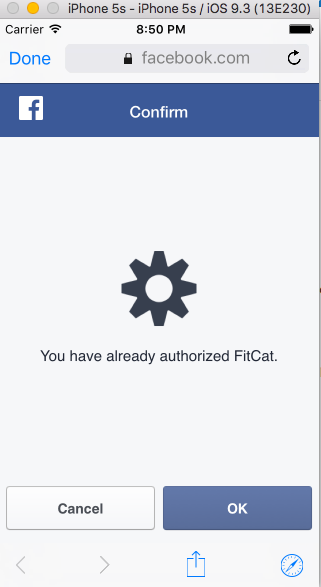 iPhone 5s - iPhone 5s / iOS 9.3 (13E230)
Carrier 8:50 PM
Done facebook.com
f Confirm
You have already authorized FitCat.
Cancel OK